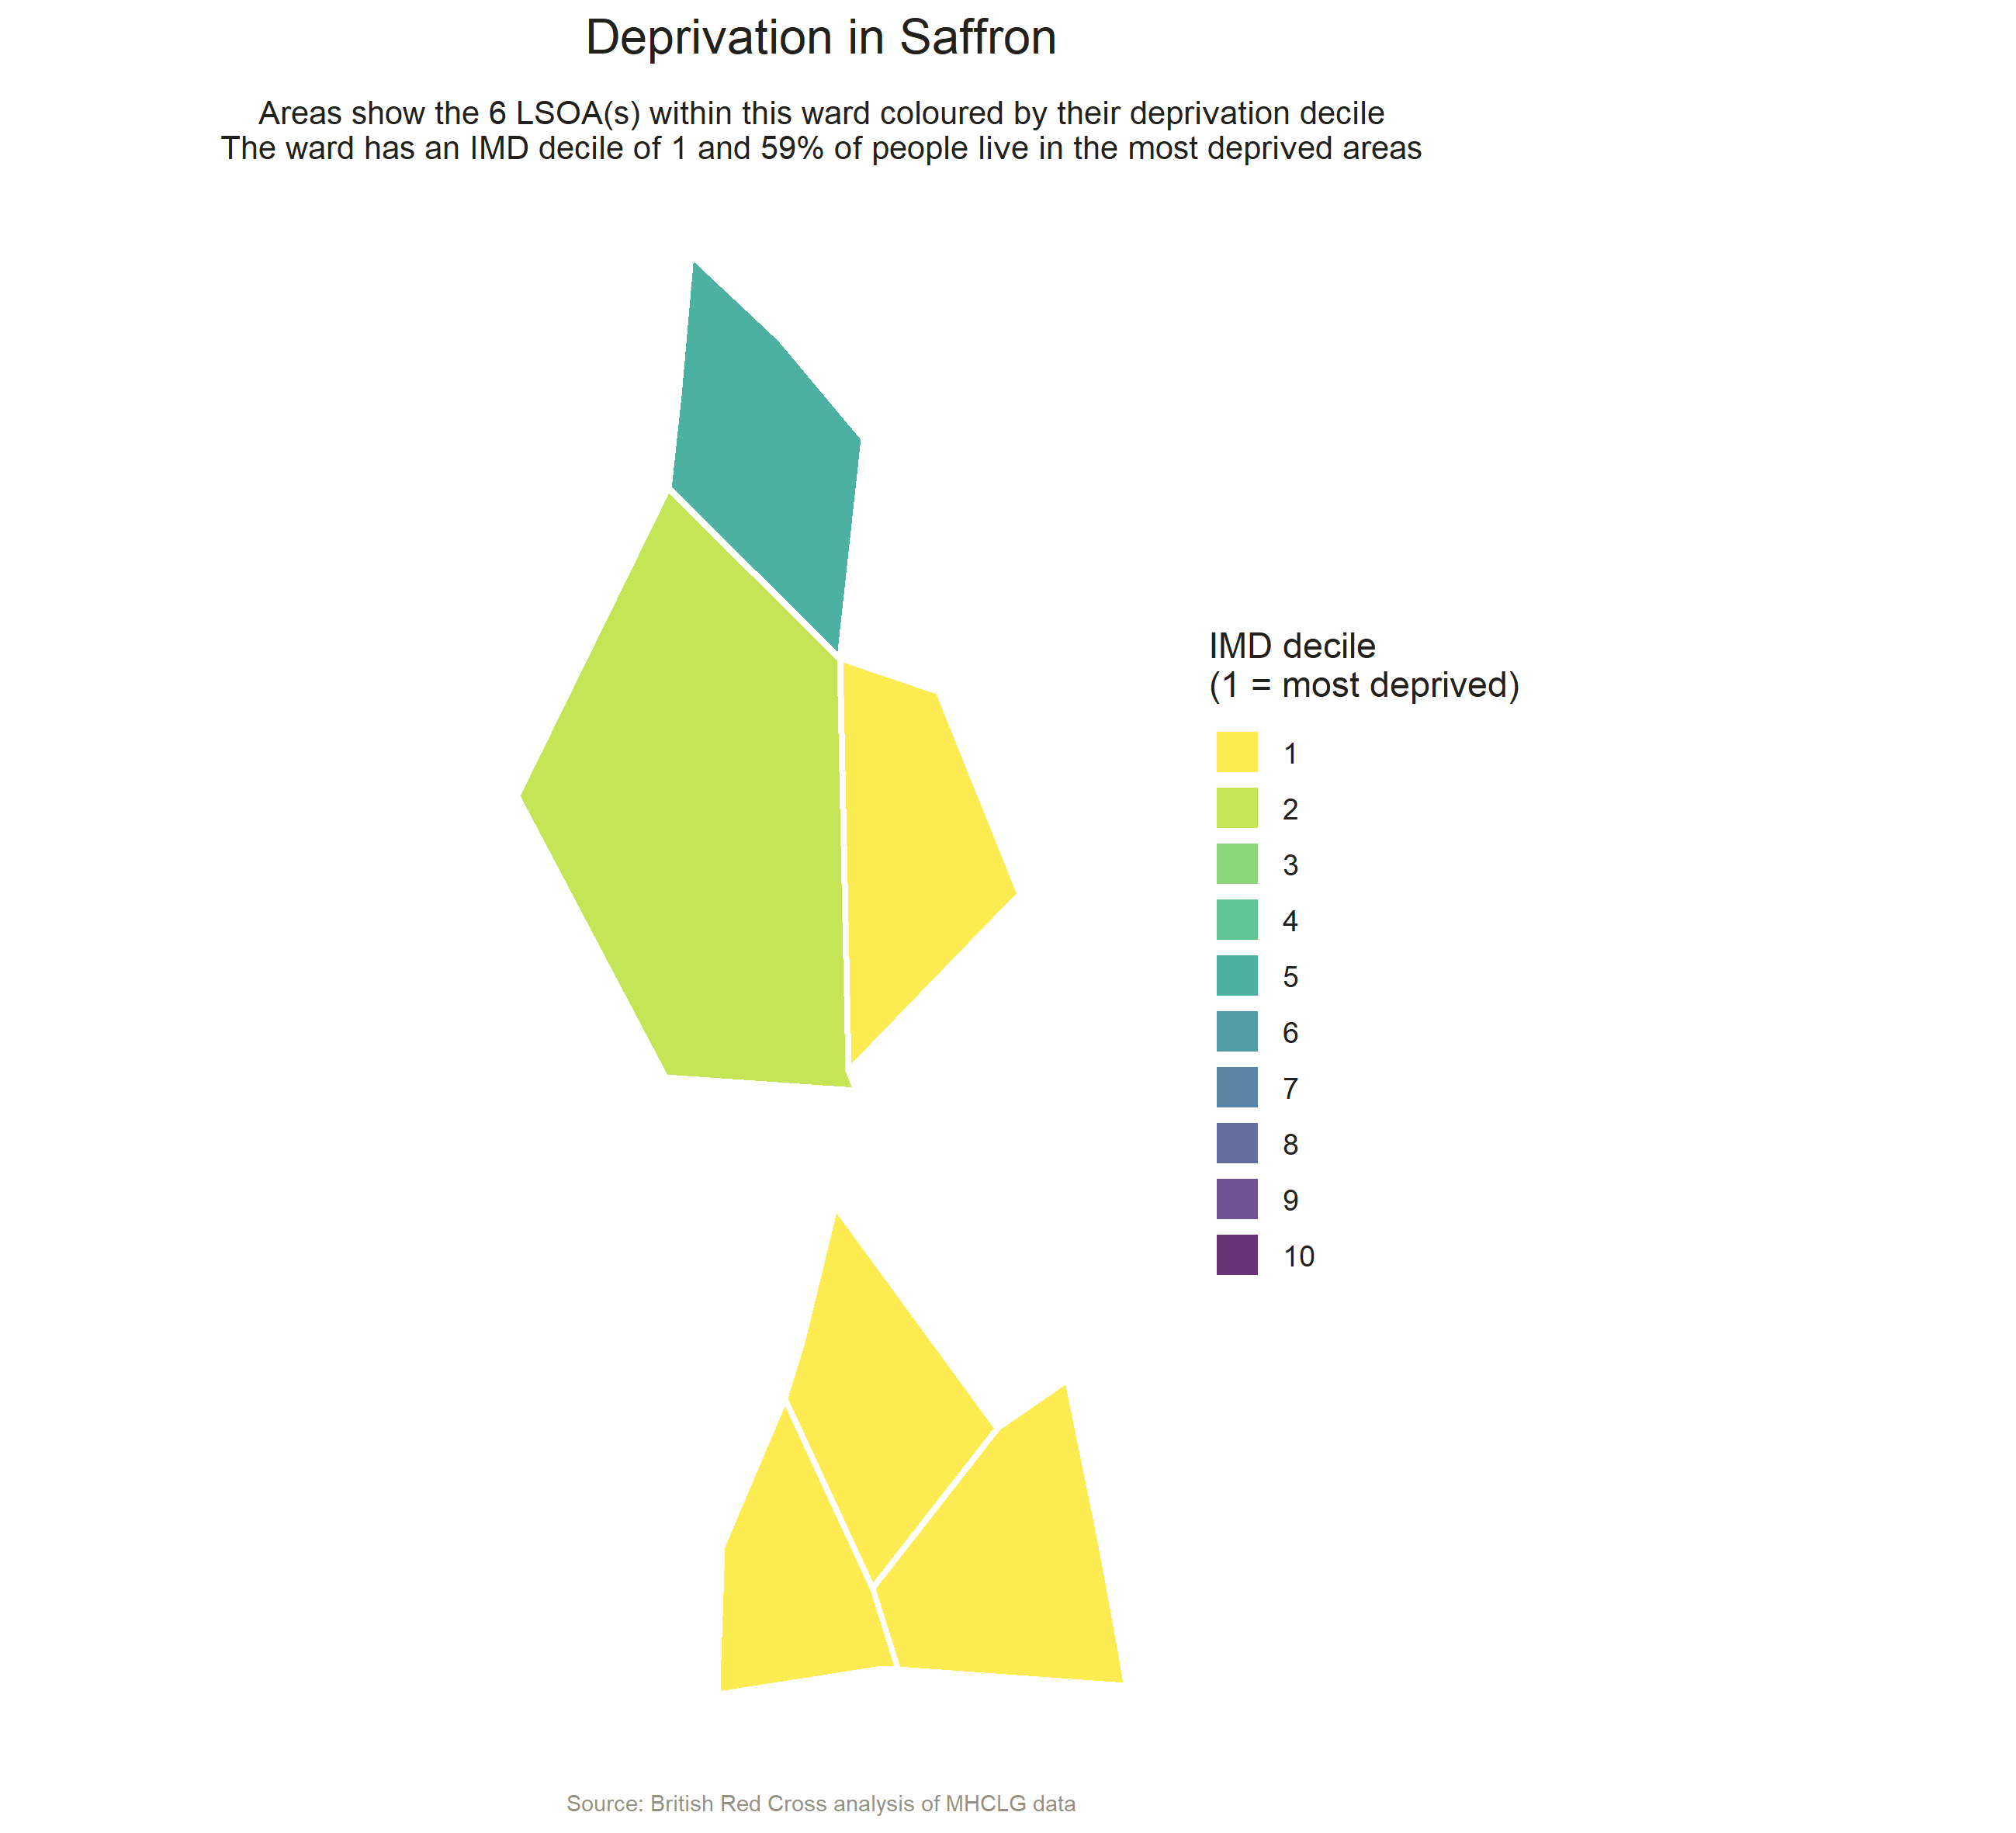 Deprivation in Saffron
Areas show the 6 LSOA(s) within this ward coloured by their deprivation decile
The ward has an IMD decile of 1 and 59% of people live in the most deprived areas
IMD decile
(1 = most deprived)
1
2
3
4
5
6
7
8
9
10
Source: British Red Cross analysis of MHCLG data